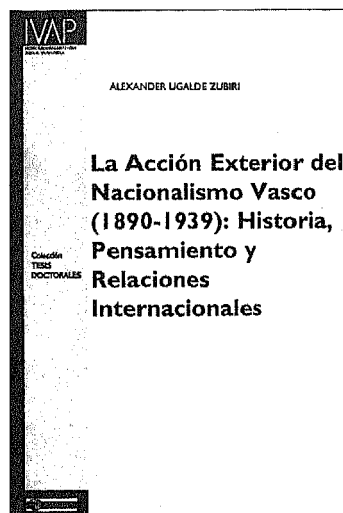 IVAP
ALEXANDER UGALDE ZUBIRI
La Acción Exterior del
Nacionalismo Vasco
(1890-1939): Historia,
Pensamiento y
Relaciones
Internacionales
Colección
TESIS
DOCTORALES